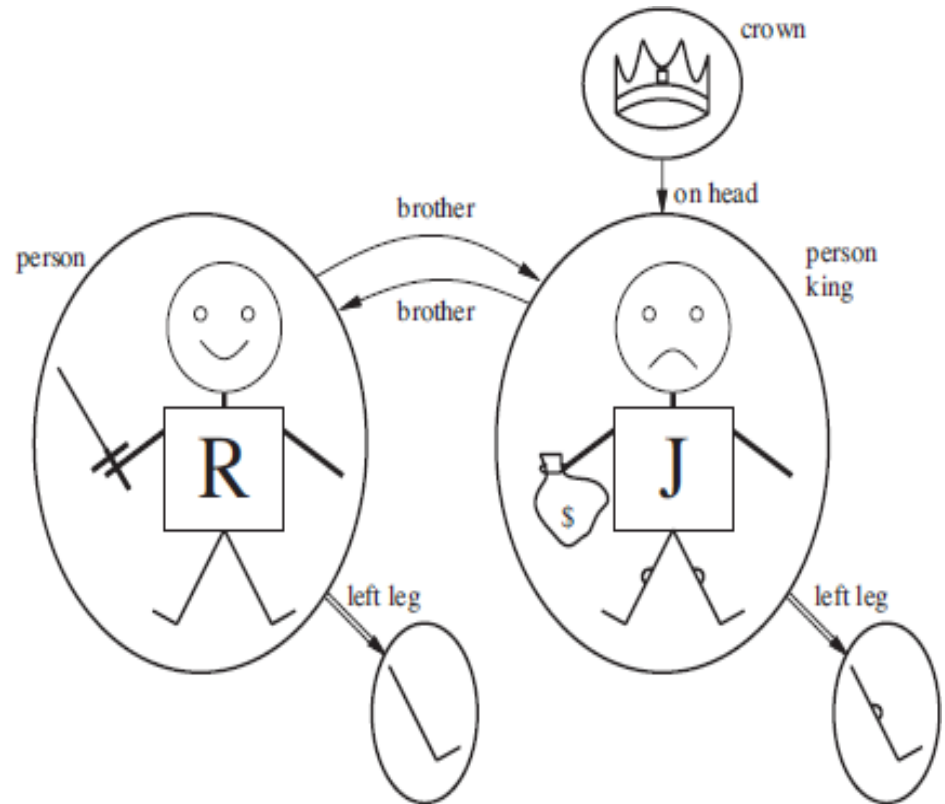 crown
on head
brother
person
person
king
brother
R
J
$
left leg
left leg